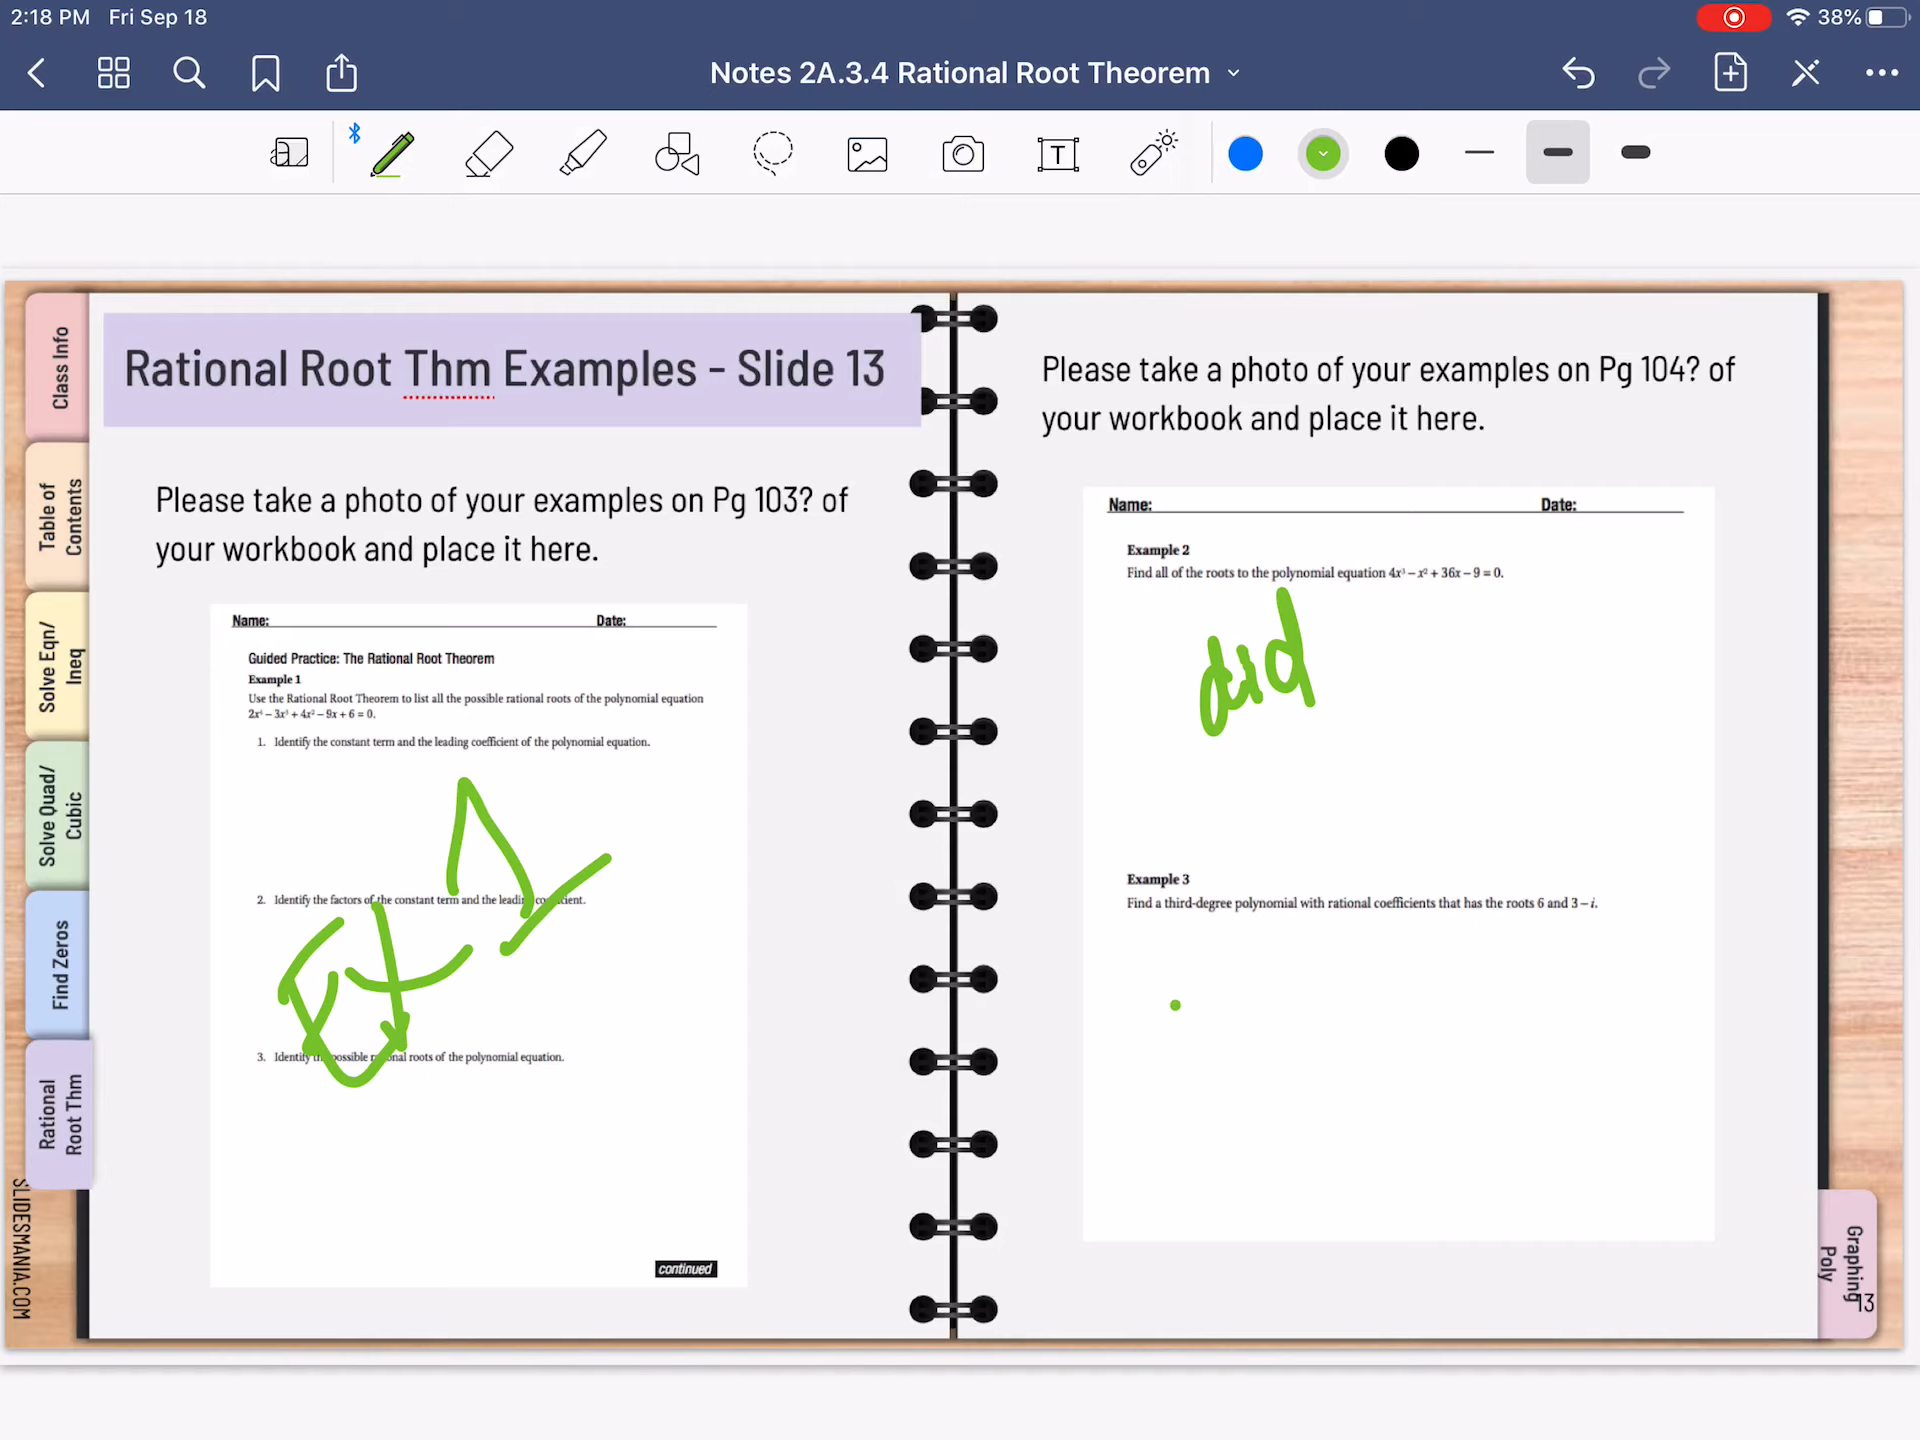 2:18 PM Fri Sep 18
38%
Notes 2A.3.4 Rational Root Theorem
Class Info
Table of
Contents
Solve Eqn/
Ineq
Solve Quad/
Cubic
Find Zeros
Rational
Root Thm
SLIDESMANIA.COM
Rational Root Thm Examples - Slide 13
Please take a photo of your examples on Pg 103? of
your workbook and place it here.
Name: Date:
Guided Practice: The Rational Root Theorem
Example 1
Use the Rational Root Theorem to list all the possible rational roots of the polynomial equation
2x⁴ – 3x³ + 4x² – 9x + 6 = 0.
1. Identify the constant term and the leading coefficient of the polynomial equation.
2. Identify the factors of the constant term and the leading coefficient.
3. Identify the possible rational roots of the polynomial equation.
continued
Please take a photo of your examples on Pg 104? of
your workbook and place it here.
Name: Date:
Example 2
Find all of the roots to the polynomial equation 4x³ – x² + 36x – 9 = 0.
did
Example 3
Find a third-degree polynomial with rational coefficients that has the roots 6 and 3 – i.
Graphing
Poly
13